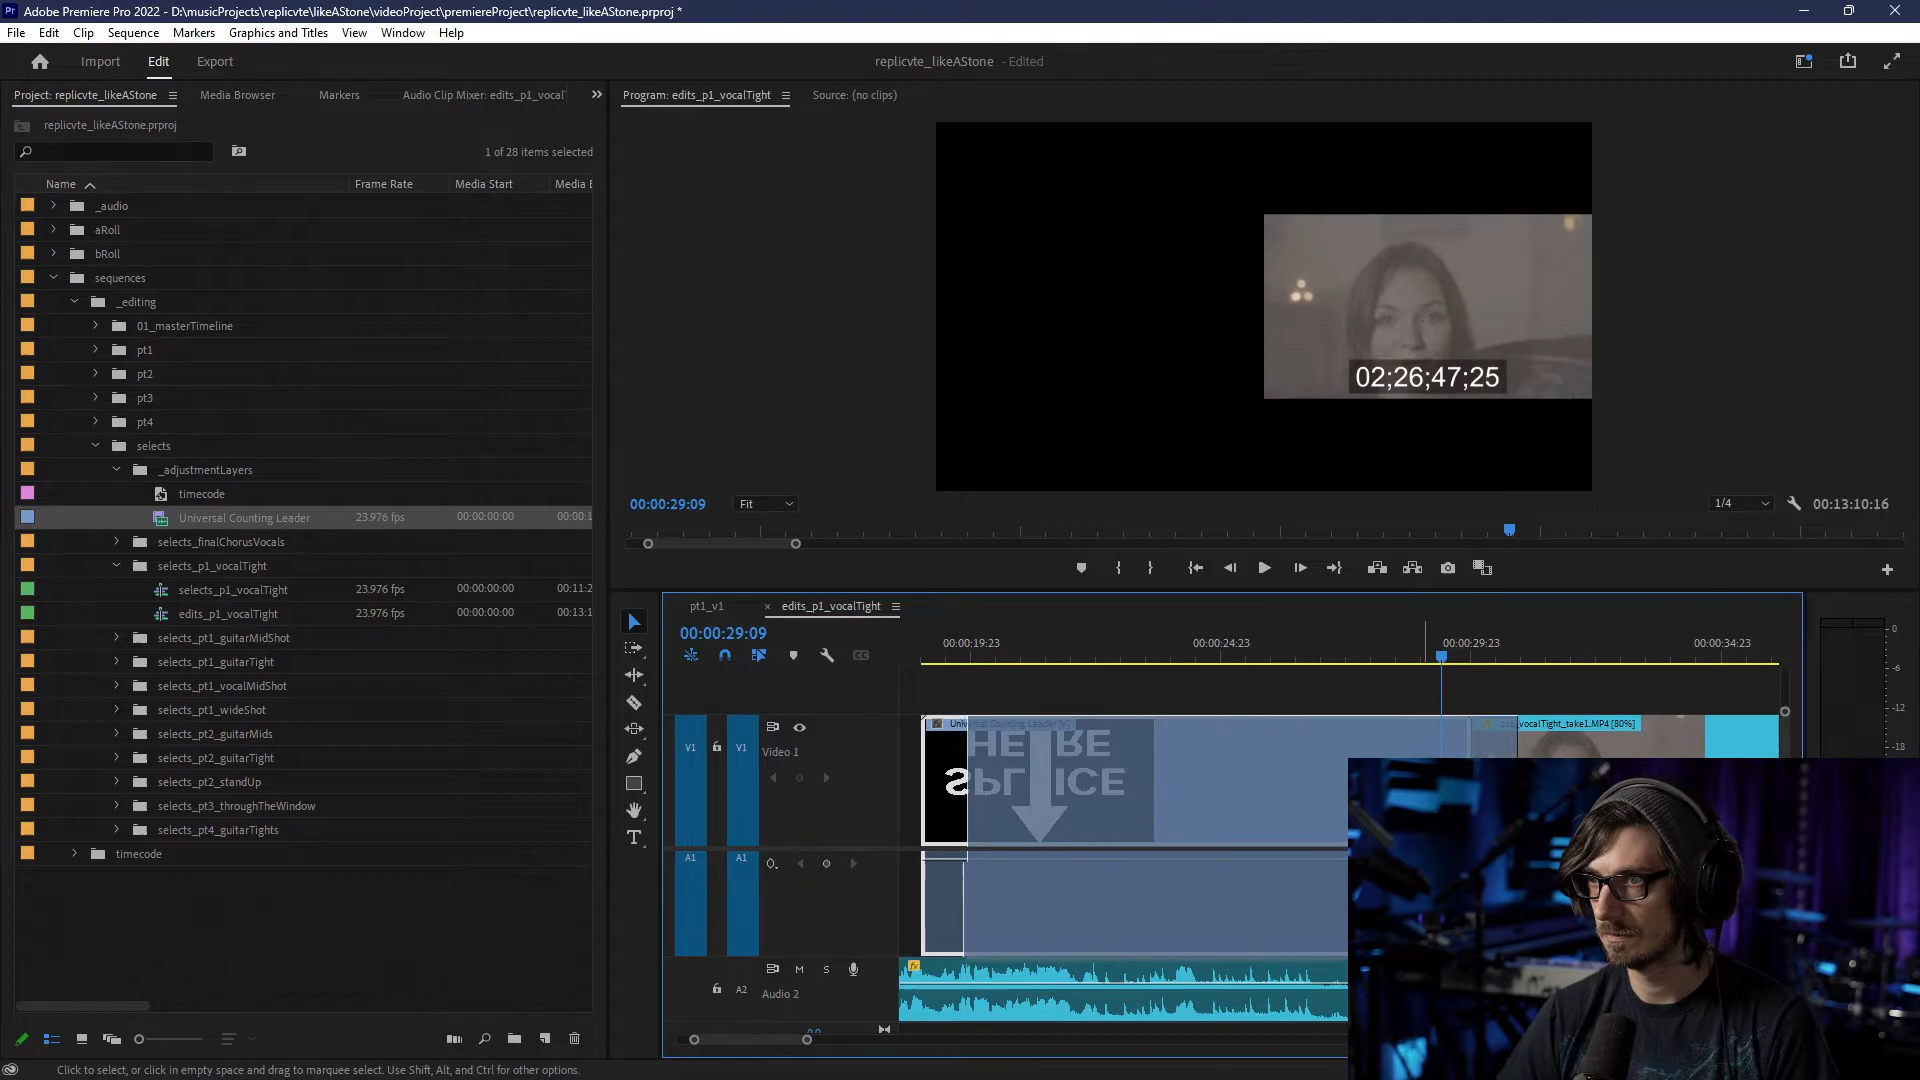 Adobe Premiere Pro 2022 - D:\musicProjects\replicvte\likeAStone\videoProject\premiereProject\replicvte_likeAStone.prproj *
File Edit Clip Sequence Markers Graphics and Titles View Window Help
Import Edit Export
replicvte_likeAStone - Edited
Project: replicvte_likeAStone Media Browser Markers Audio Clip Mixer: edits_p1_vocalT
Program: edits_p1_vocalTight Source: (no clips)
replicvte_likeAStone.prproj
1 of 28 items selected
Name Frame Rate Media Start Media E
_audio
aRoll
bRoll
sequences
_editing
01_masterTimeline
pt1
pt2
pt3
pt4
selects
_adjustmentLayers
timecode
Universal Counting Leader 23.976 fps 00:00:00:00 00:00:1
selects_finalChorusVocals
selects_p1_vocalTight
selects_p1_vocalTight 23.976 fps 00:00:00:00 00:11:2
edits_p1_vocalTight 23.976 fps 00:00:00:00 00:13:1
selects_pt1_guitarMidShot
selects_pt1_guitarTight
selects_pt1_vocalMidShot
selects_pt1_wideShot
selects_pt2_guitarMids
selects_pt2_guitarTight
selects_pt2_standUp
selects_pt3_throughTheWindow
selects_pt4_guitarTights
timecode
02;26;47;25
00:00:29:09 Fit 1/4 00:13:10:16
pt1_v1 × edits_p1_vocalTight
00:00:29:09
00:00:19:23 00:00:24:23 00:00:29:23 00:00:34:23
V1 V1 Video 1
Universal Counting Leader [V]
vocalTight_take1.MP4 [80%]
A1 A1
A2 Audio 2
M S
0.0
0
-6
-12
-18
Click to select, or click in empty space and drag to marquee select. Use Shift, Alt, and Ctrl for other options.